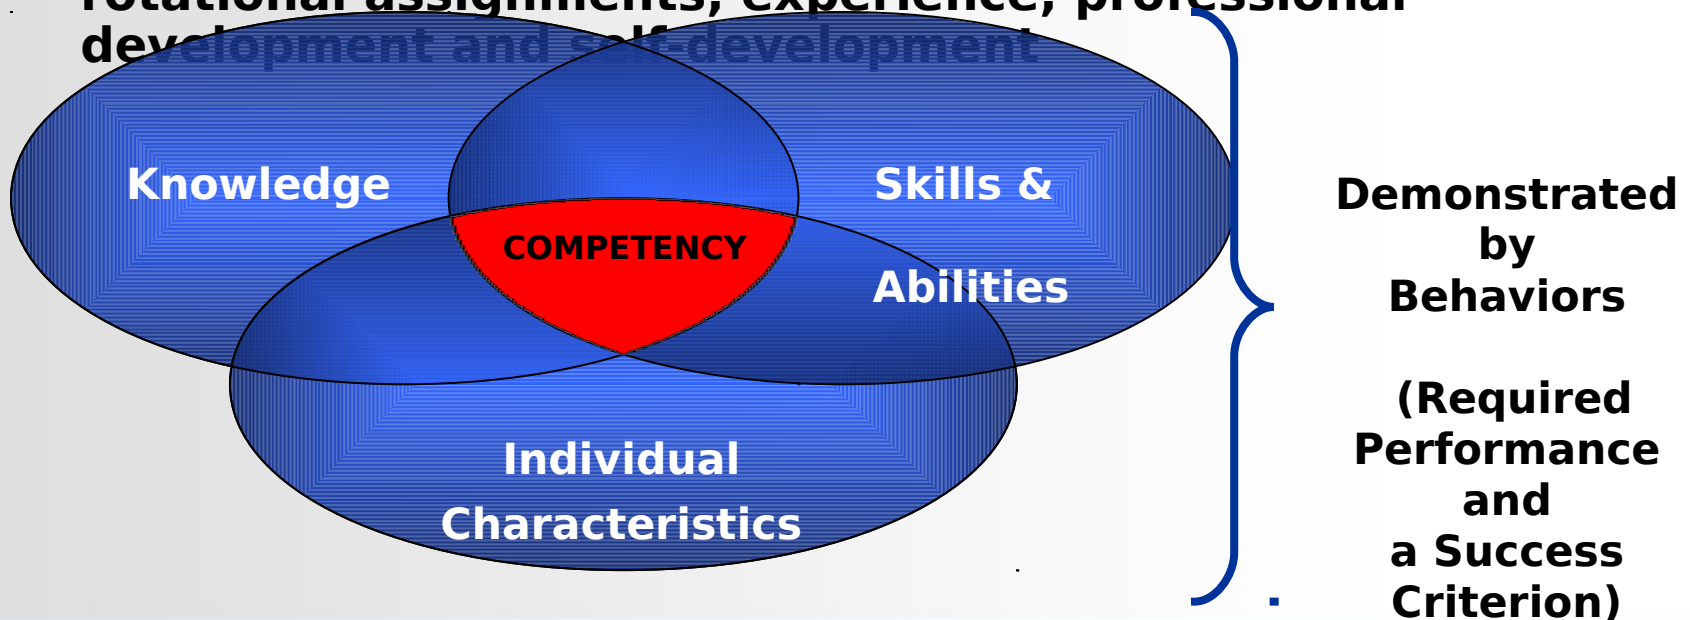 rotational assignments, experience, professional
development and self-development
Knowledge
Skills &
Abilities
COMPETENCY
Individual
Characteristics
Demonstrated
by
Behaviors
(Required
Performance
and
a Success
Criterion)